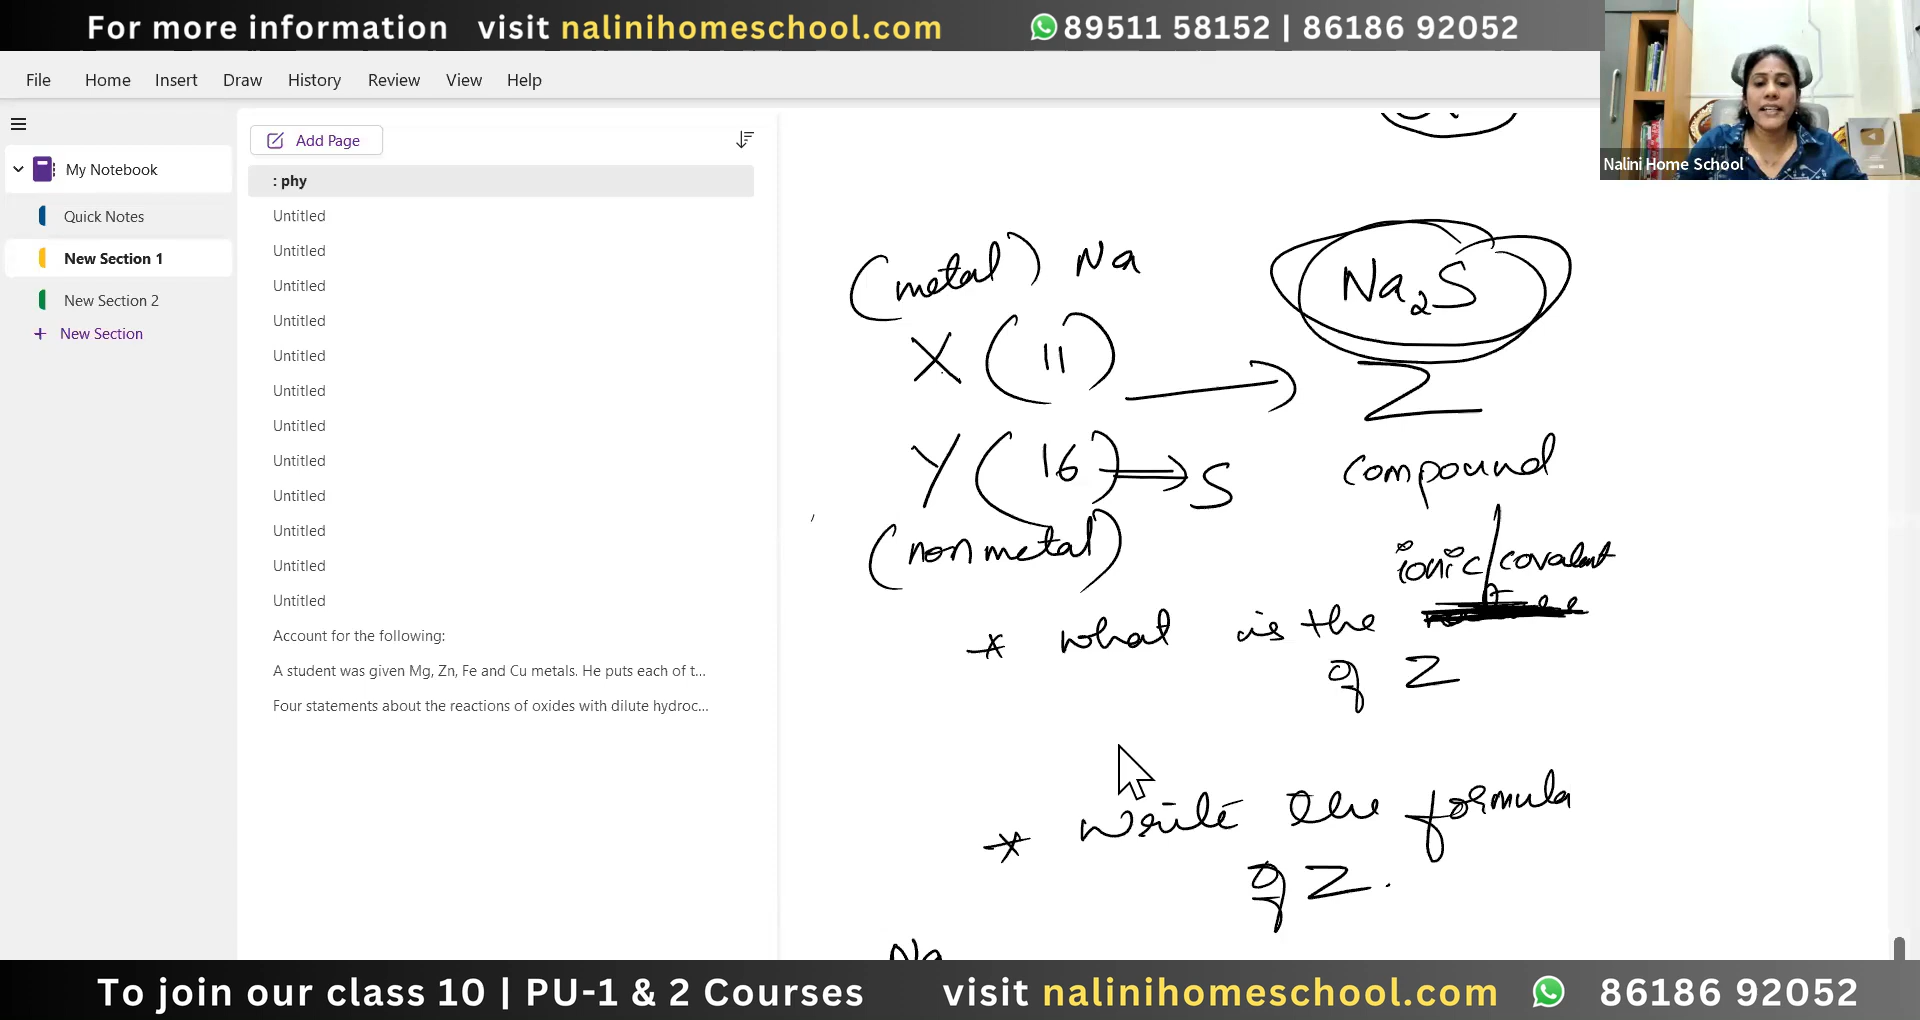 For more information visit nalinihomeschool.com 89511 58152 | 86186 92052
File Home Insert Draw History Review View Help
Nalini Home School
My Notebook
Quick Notes
New Section 1
New Section 2
+ New Section
Add Page
: phy
Untitled
Untitled
Untitled
Untitled
Untitled
Untitled
Untitled
Untitled
Untitled
Untitled
Untitled
Untitled
Account for the following:
A student was given Mg, Zn, Fe and Cu metals. He puts each of t...
Four statements about the reactions of oxides with dilute hydroc...
(metal) Na
Na₂S
X (11) → Z
Y (16) ⇒ S
compound
(nonmetal)
ionic/covalent
* what is the
of Z
* write the formula
of Z.
Na
To join our class 10 | PU-1 & 2 Courses visit nalinihomeschool.com 86186 92052